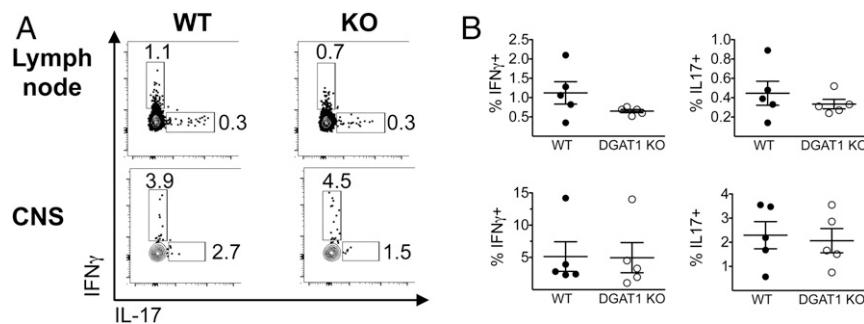 A
WT
KO
Lymph
node
1.1
0.7
0.3
0.3
CNS
3.9
4.5
2.7
1.5
IFNγ
IL-17
B
% IFNγ+
2.5
2.0
1.5
1.0
0.5
WT
DGAT1 KO
% IL17+
1.0
0.8
0.6
0.4
0.2
WT
DGAT1 KO
% IFNγ+
15
10
5
WT
DGAT1 KO
% IL17+
4
3
2
1
WT
DGAT1 KO